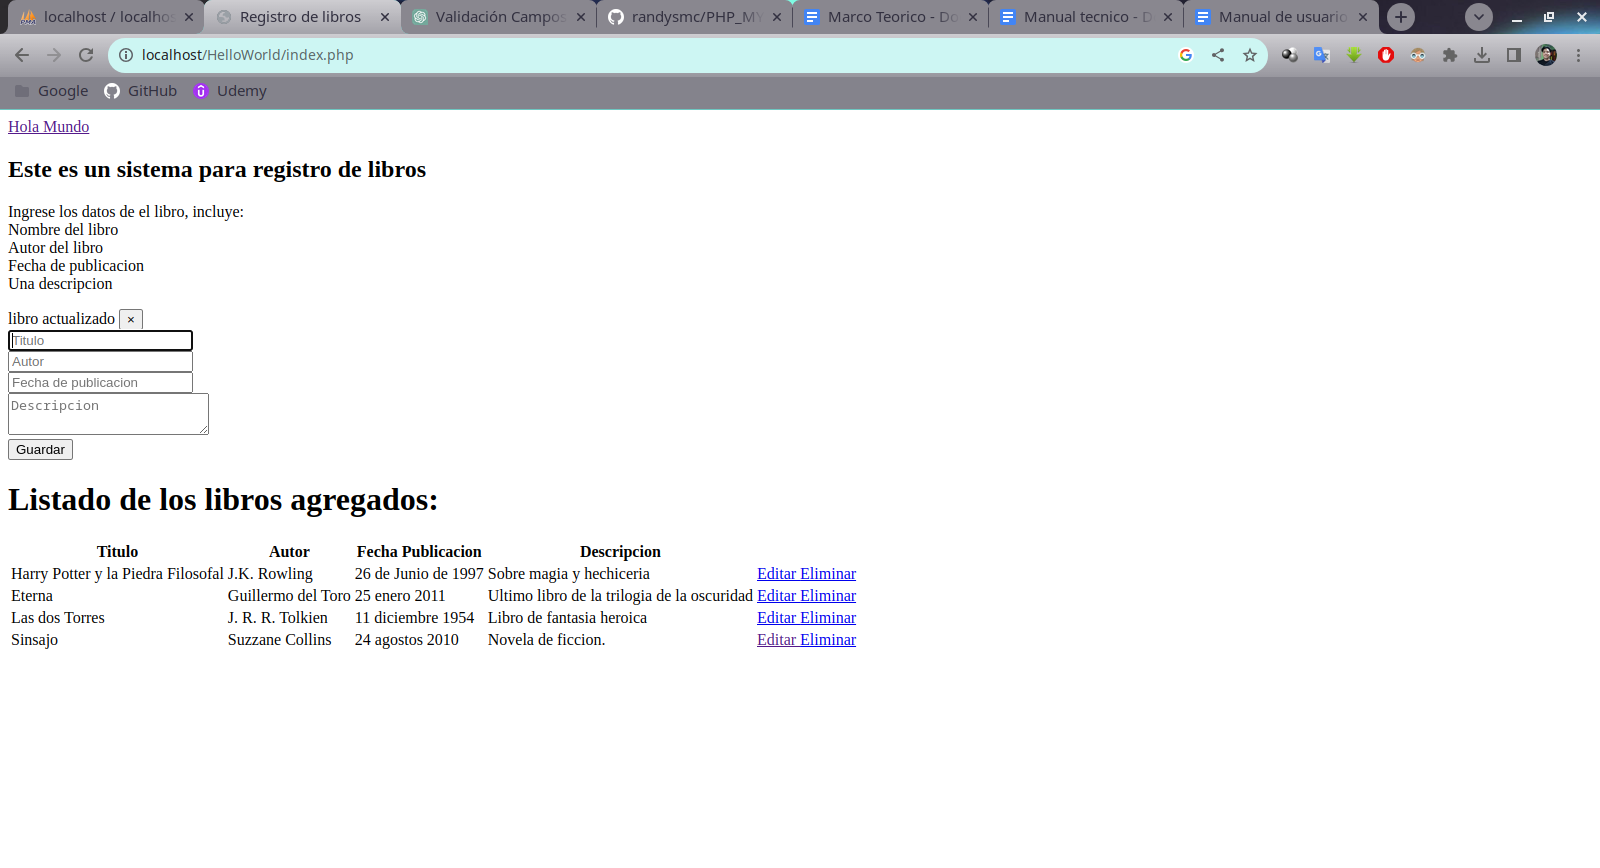 localhost / localhos
Registro de libros
Validación Campos
randysmc/PHP_MY
Marco Teorico - Do
Manual tecnico - D
Manual de usuario
localhost/HelloWorld/index.php
Google GitHub Udemy
Hola Mundo
Este es un sistema para registro de libros
Ingrese los datos de el libro, incluye:
Nombre del libro
Autor del libro
Fecha de publicacion
Una descripcion
libro actualizado ×
Titulo
Autor
Fecha de publicacion
Descripcion
Guardar
Listado de los libros agregados:
Titulo Autor Fecha Publicacion Descripcion
Harry Potter y la Piedra Filosofal J.K. Rowling 26 de Junio de 1997 Sobre magia y hechiceria Editar Eliminar
Eterna Guillermo del Toro 25 enero 2011 Ultimo libro de la trilogia de la oscuridad Editar Eliminar
Las dos Torres J. R. R. Tolkien 11 diciembre 1954 Libro de fantasia heroica Editar Eliminar
Sinsajo Suzzane Collins 24 agostos 2010 Novela de ficcion. Editar Eliminar